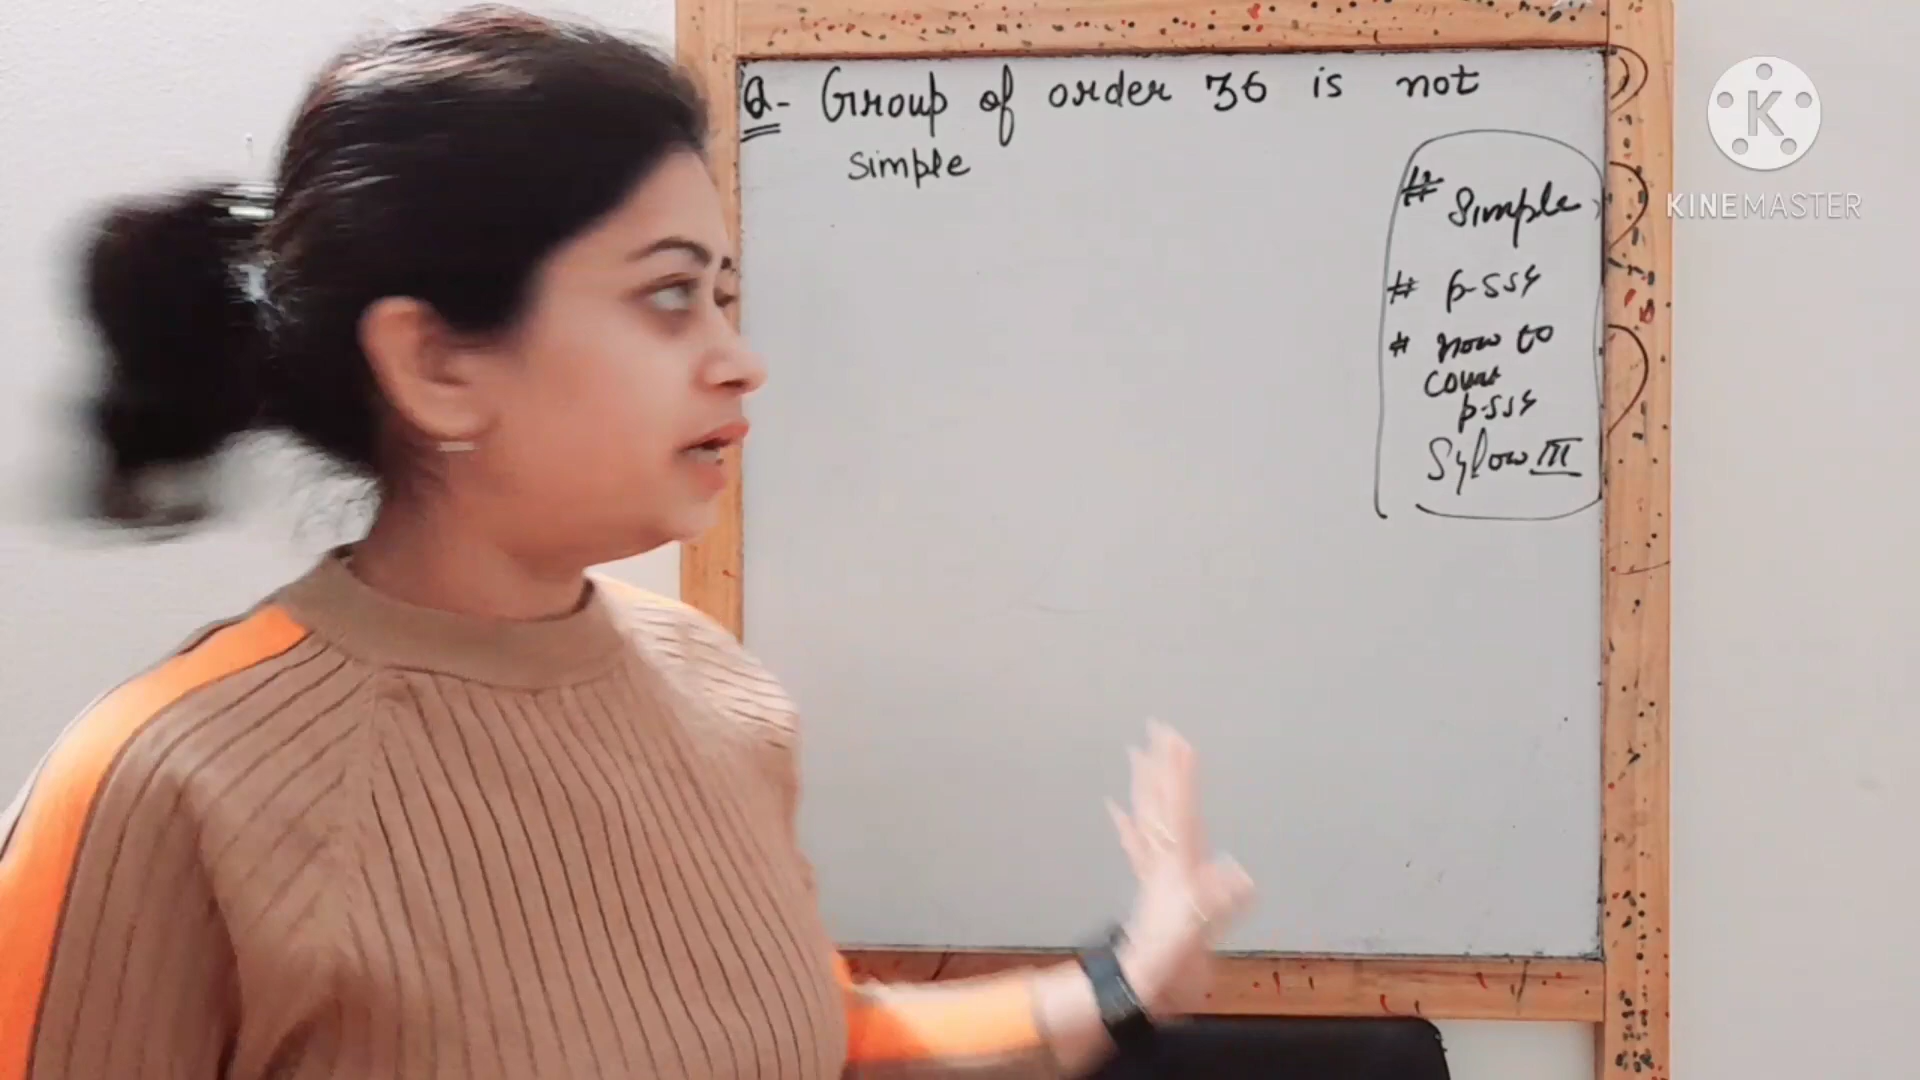 Q- Group of order 36 is not
simple
# Simple
# p-SSG
# how to
count
p-SSG
Sylow III
K
KINEMASTER